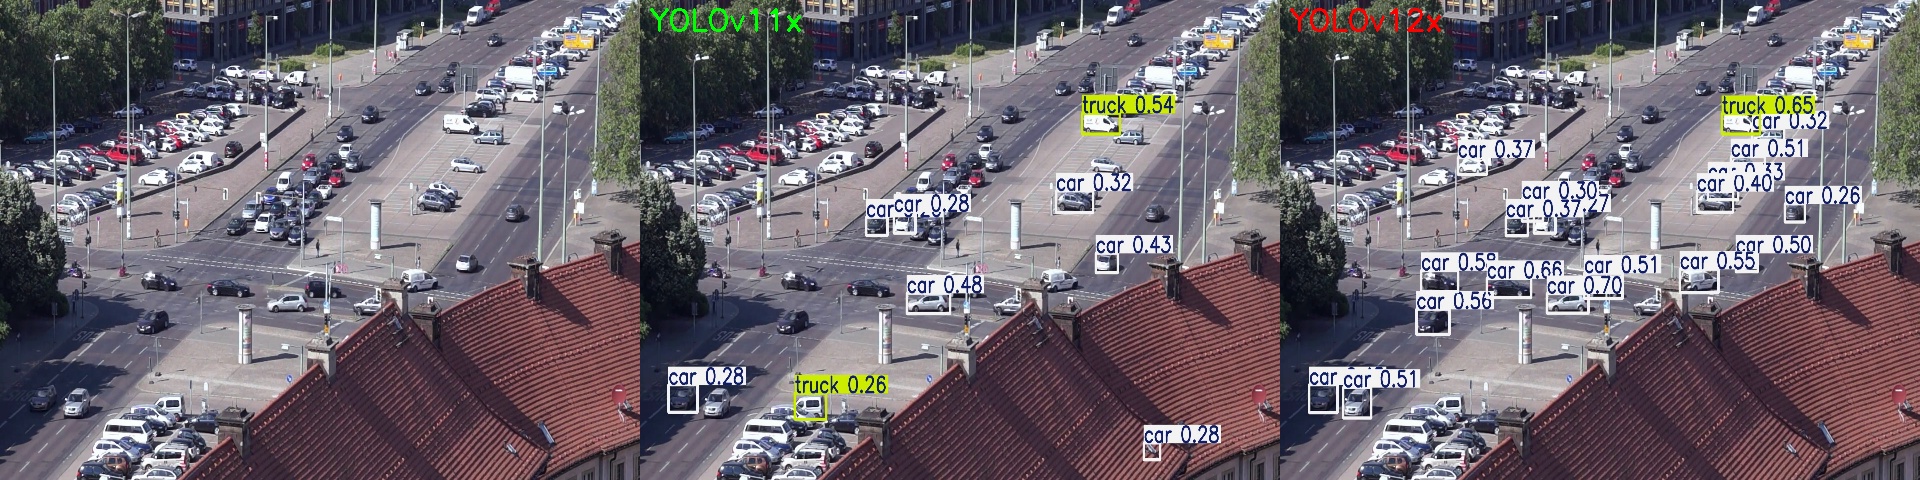 YOLOv11x
YOLOv12x
truck 0.54
truck 0.65
car 0.32
car 0.37
car 0.51
car 0.32
car 0.40
car 0.30
car 0.26
car 0.28
car 0.37
car 0.43
car 0.50
car 0.51
car 0.55
car 0.66
car 0.48
car 0.70
car 0.56
car 0.28
truck 0.26
car
car 0.51
car 0.28